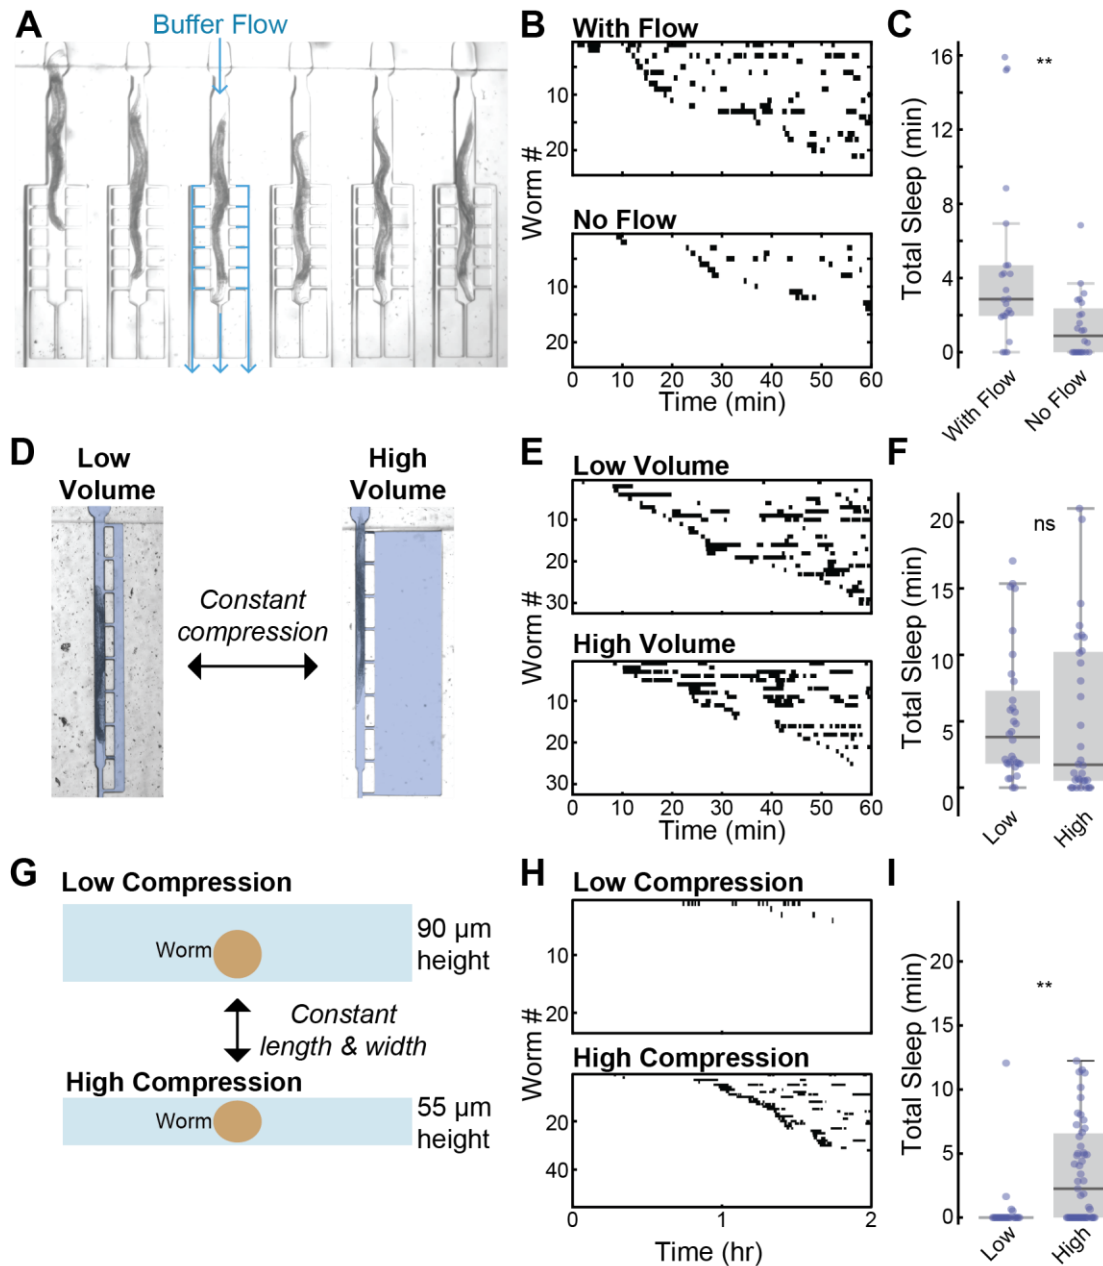 A
Buffer Flow
B
With Flow
10
20
Worm #
No Flow
10
20
0 10 20 30 40 50 60
Time (min)
C
16
12
8
4
0
Total Sleep (min)
**
With Flow
No Flow
D
Low
Volume
High
Volume
Constant
compression
E
Low Volume
10
20
30
Worm #
High Volume
10
20
30
0 10 20 30 40 50 60
Time (min)
F
20
15
10
5
0
Total Sleep (min)
ns
Low
High
G
Low Compression
Worm
90 µm
height
Constant
length & width
High Compression
Worm
55 µm
height
H
Low Compression
10
20
Worm #
High Compression
20
40
0 1 2
Time (hr)
I
20
15
10
5
0
Total Sleep (min)
**
Low
High